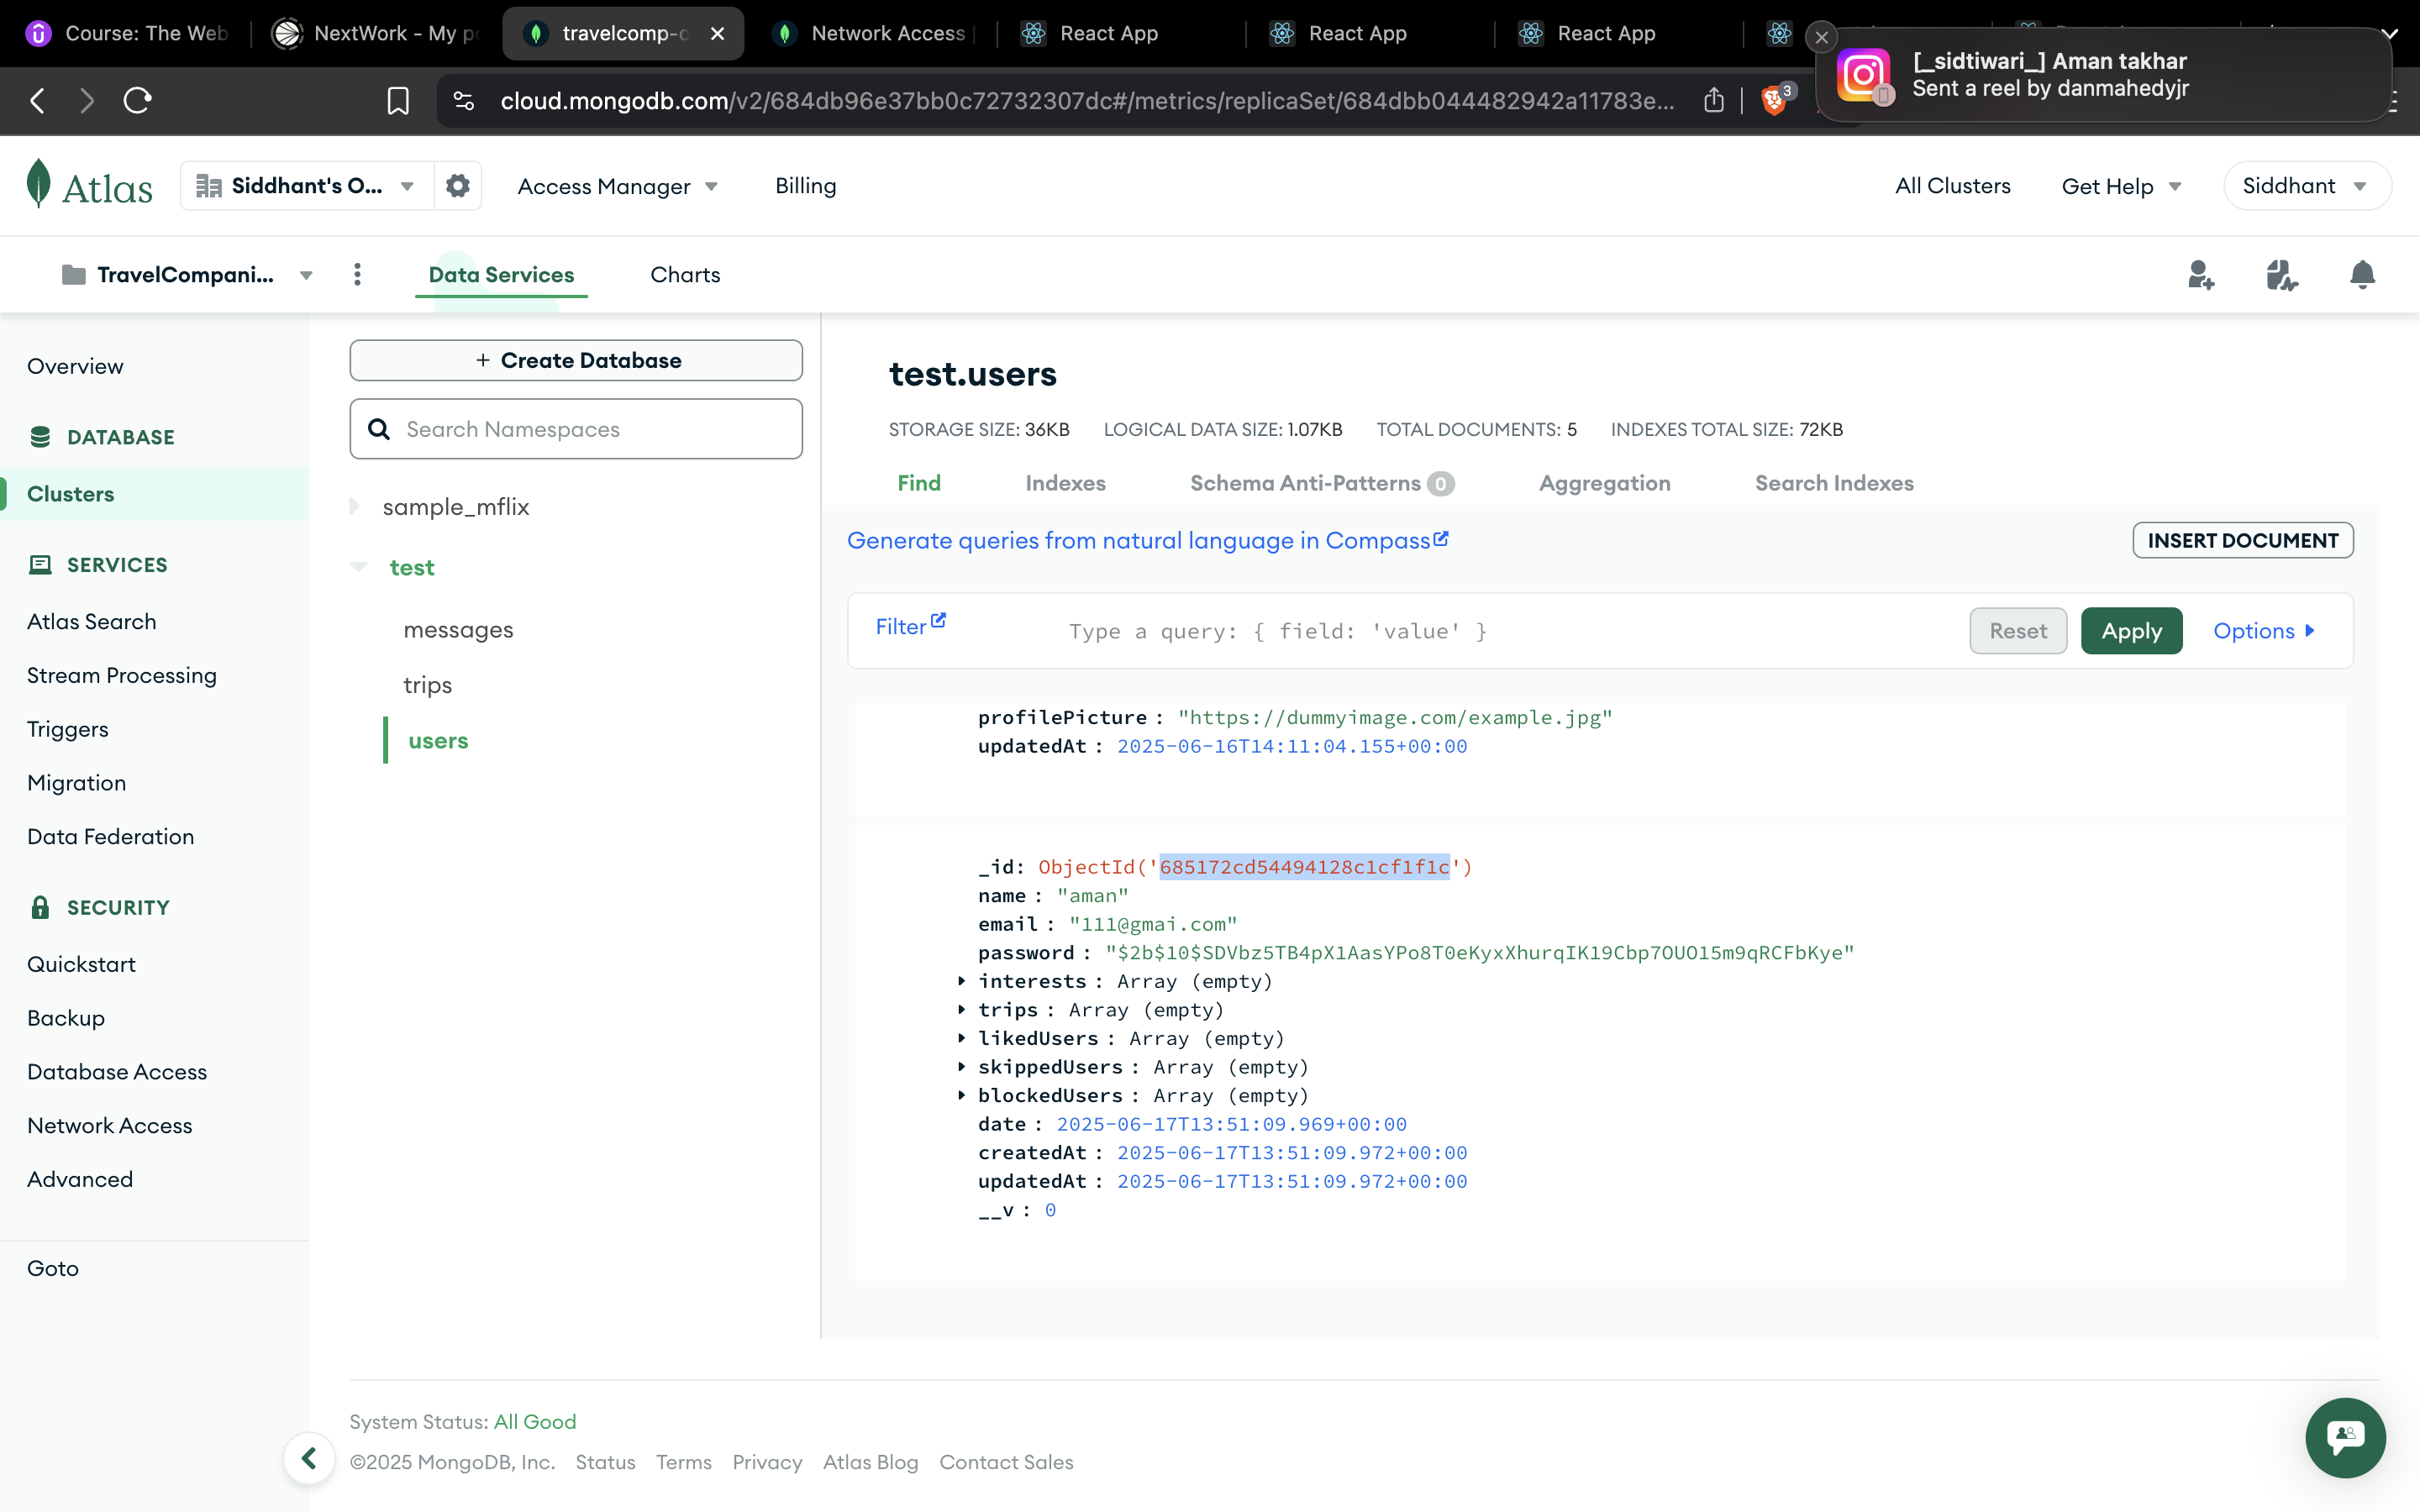 Course: The Web
NextWork - My p
travelcomp-c
Network Access
React App
React App
React App
[_sidtiwari_] Aman takhar
Sent a reel by danmahedyjr
cloud.mongodb.com/v2/684db96e37bb0c72732307dc#/metrics/replicaSet/684dbb044482942a11783e...
3
Atlas
Siddhant's O...
Access Manager
Billing
All Clusters
Get Help
Siddhant
TravelCompani...
Data Services
Charts
Overview
DATABASE
Clusters
SERVICES
Atlas Search
Stream Processing
Triggers
Migration
Data Federation
SECURITY
Quickstart
Backup
Database Access
Network Access
Advanced
Goto
+ Create Database
Search Namespaces
sample_mflix
test
messages
trips
users
test.users
STORAGE SIZE: 36KB LOGICAL DATA SIZE: 1.07KB TOTAL DOCUMENTS: 5 INDEXES TOTAL SIZE: 72KB
Find Indexes Schema Anti-Patterns 0 Aggregation Search Indexes
Generate queries from natural language in Compass
INSERT DOCUMENT
Filter
Type a query: { field: 'value' }
Reset
Apply
Options
profilePicture : "https://dummyimage.com/example.jpg"
updatedAt : 2025-06-16T14:11:04.155+00:00
_id: ObjectId('685172cd54494128c1cf1f1c')
name : "aman"
email : "111@gmai.com"
password : "$2b$10$SDVbz5TB4pX1AasYPo8T0eKyxXhurqIK19Cbp7OUO15m9qRCFbKye"
interests : Array (empty)
trips : Array (empty)
likedUsers : Array (empty)
skippedUsers : Array (empty)
blockedUsers : Array (empty)
date : 2025-06-17T13:51:09.969+00:00
createdAt : 2025-06-17T13:51:09.972+00:00
updatedAt : 2025-06-17T13:51:09.972+00:00
__v : 0
System Status: All Good
©2025 MongoDB, Inc. Status Terms Privacy Atlas Blog Contact Sales